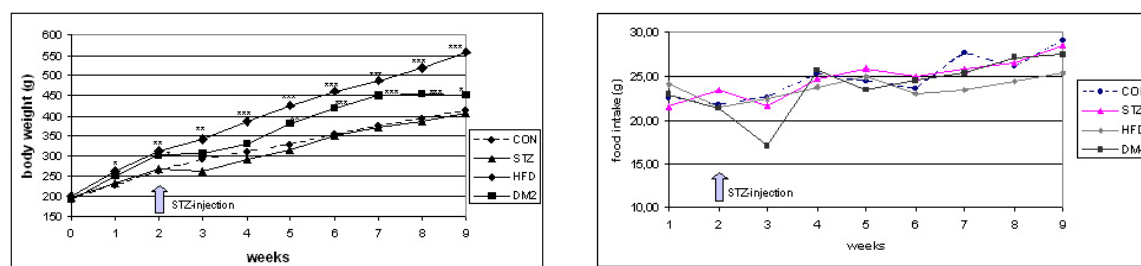 body weight (g)
600
550
500
450
400
350
300
250
200
150
*
**
**
***
***
***
***
***
***
**
***
***
***
*
STZ-injection
0 1 2 3 4 5 6 7 8 9
weeks
CON
STZ
HFD
DM2
food intake (g)
30,00
25,00
20,00
15,00
10,00
STZ-injection
1 2 3 4 5 6 7 8 9
weeks
CON
STZ
HFD
DM2